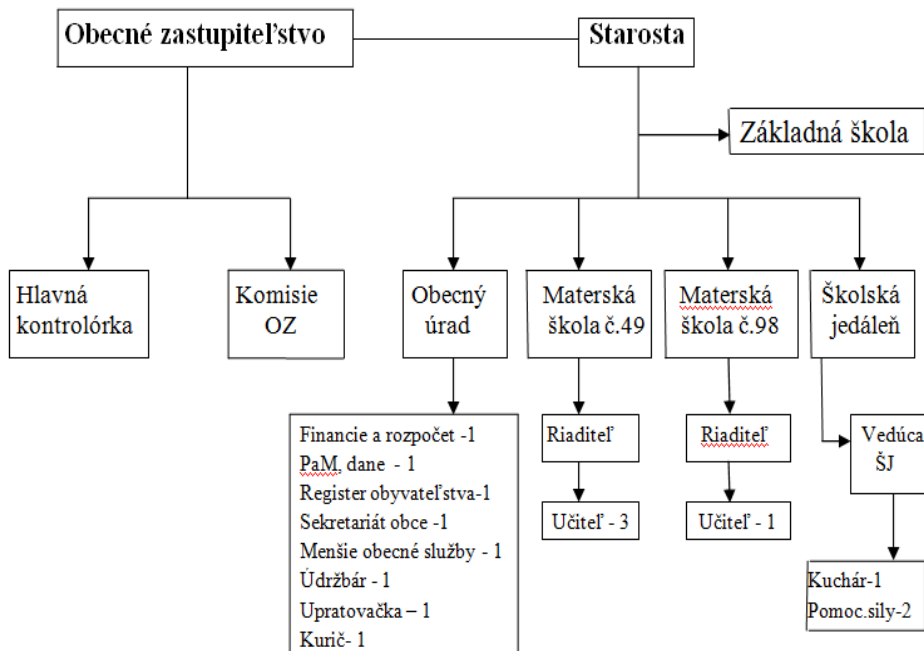 Obecné zastupiteľstvo
Starosta
Základná škola
Hlavná
kontrolórka
Komisie
OZ
Obecný
úrad
Materská
škola č.49
Materská
škola č.98
Školská
jedáleň
Financie a rozpočet -1
PaM, dane - 1
Register obyvateľstva-1
Sekretariát obce -1
Menšie obecné služby - 1
Údržbár - 1
Upratovačka – 1
Kurič- 1
Riaditeľ
Učiteľ - 3
Riaditeľ
Učiteľ - 1
Vedúca
ŠJ
Kuchár-1
Pomoc.sily-2